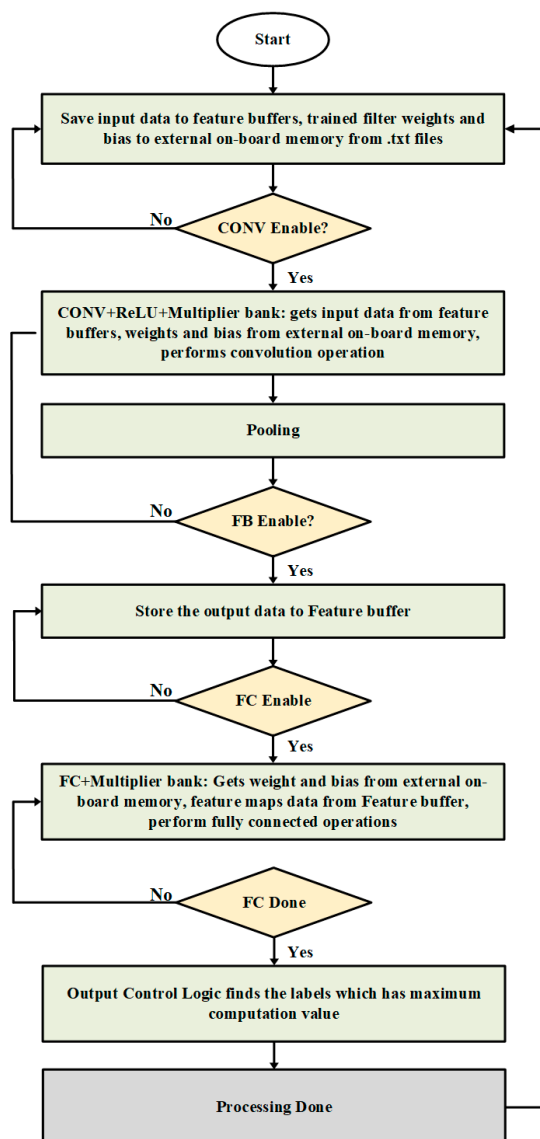 Start
Save input data to feature buffers, trained filter weights and
bias to external on-board memory from .txt files
No
CONV Enable?
Yes
CONV+ReLU+Multiplier bank: gets input data from feature
buffers, weights and bias from external on-board memory,
performs convolution operation
Pooling
No
FB Enable?
Yes
Store the output data to Feature buffer
No
FC Enable
Yes
FC+Multiplier bank: Gets weight and bias from external on-
board memory, feature maps data from Feature buffer,
perform fully connected operations
No
FC Done
Yes
Output Control Logic finds the labels which has maximum
computation value
Processing Done